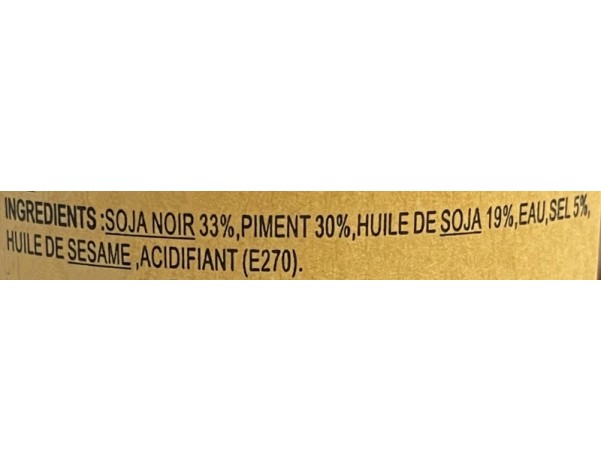 INGREDIENTS :SOJA NOIR 33%,PIMENT 30%,HUILE DE SOJA 19%,EAU,SEL 5%,
HUILE DE SESAME ,ACIDIFIANT (E270).